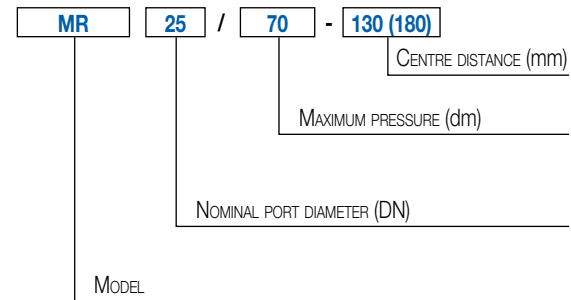 MR 25 / 70 - 130 (180)
Centre distance (mm)
Maximum pressure (dm)
Nominal port diameter (DN)
Model